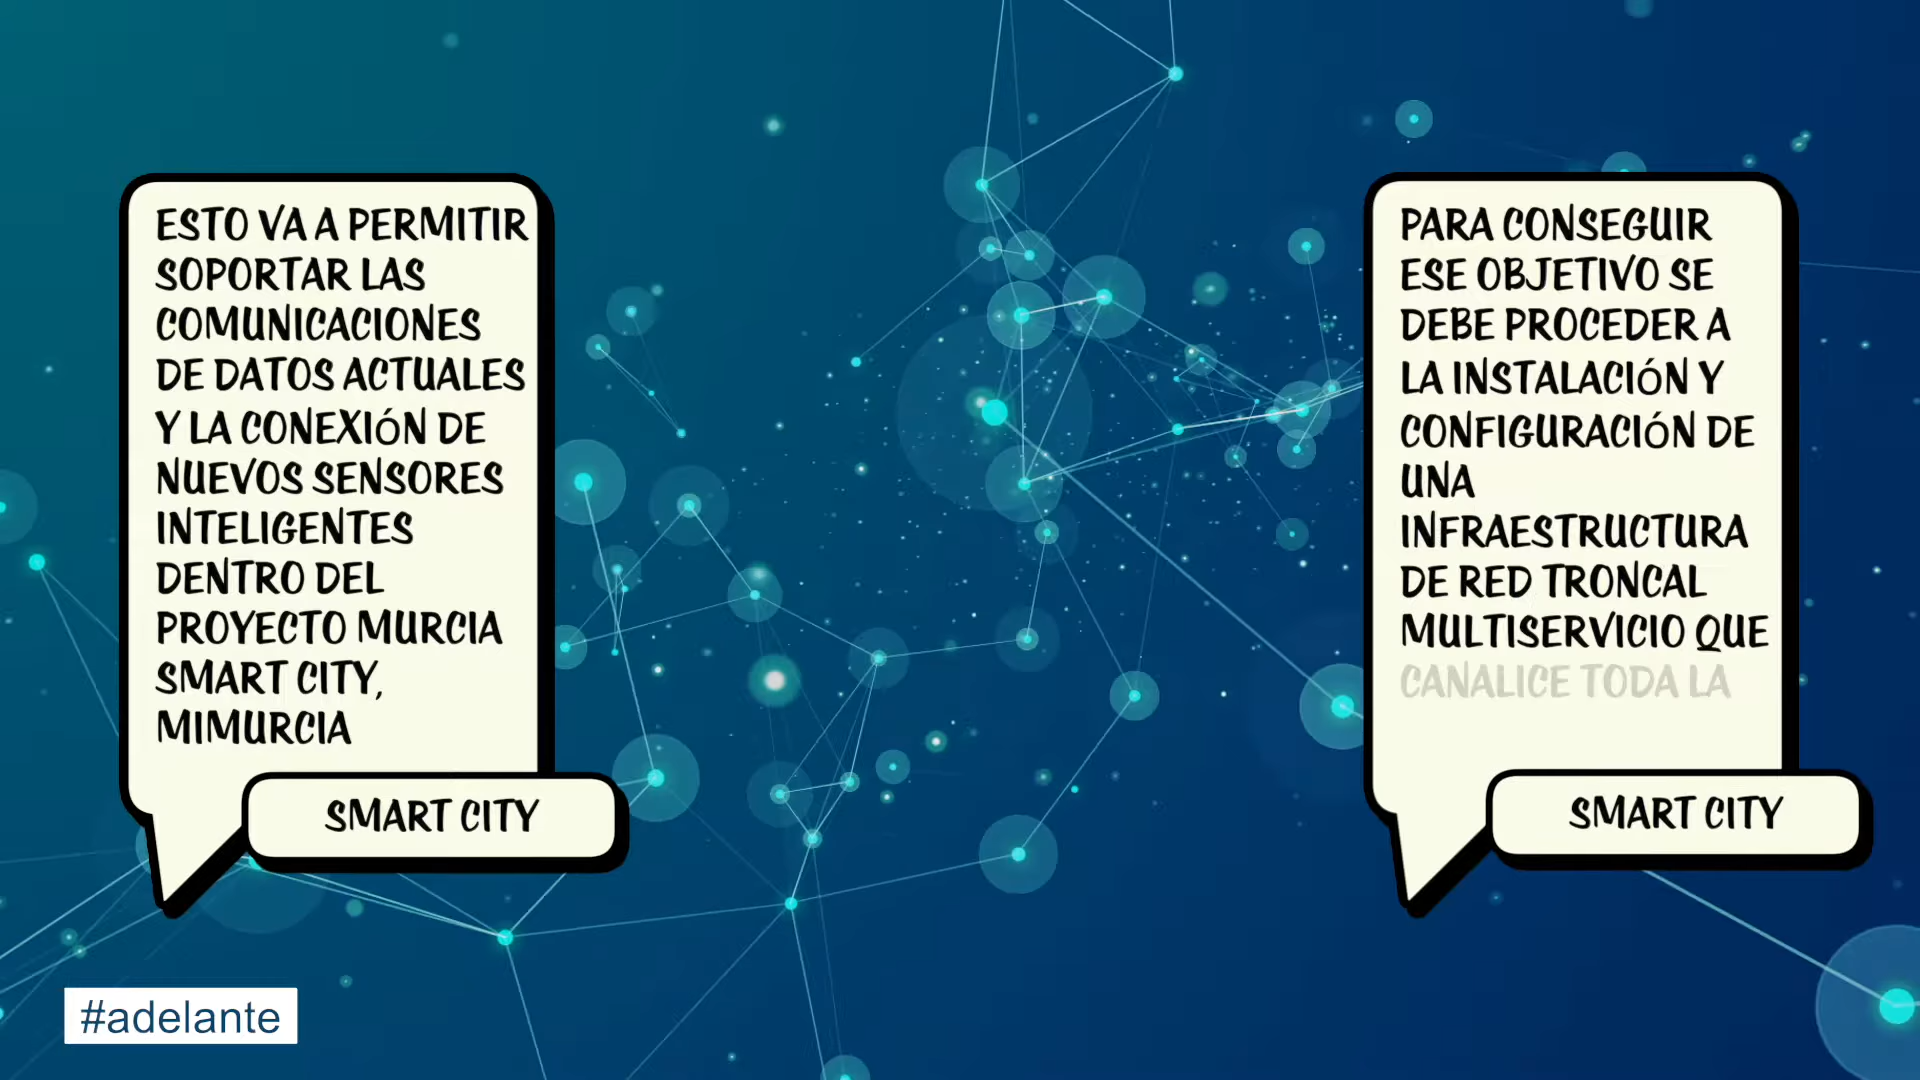 ESTO VA A PERMITIR
SOPORTAR LAS
COMUNICACIONES
DE DATOS ACTUALES
Y LA CONEXIÓN DE
NUEVOS SENSORES
INTELIGENTES
DENTRO DEL
PROYECTO MURCIA
SMART CITY,
MIMURCIA
SMART CITY
PARA CONSEGUIR
ESE OBJETIVO SE
DEBE PROCEDER A
LA INSTALACIÓN Y
CONFIGURACIÓN DE
UNA
INFRAESTRUCTURA
DE RED TRONCAL
MULTISERVICIO QUE
CANALICE TODA LA
SMART CITY
#adelante